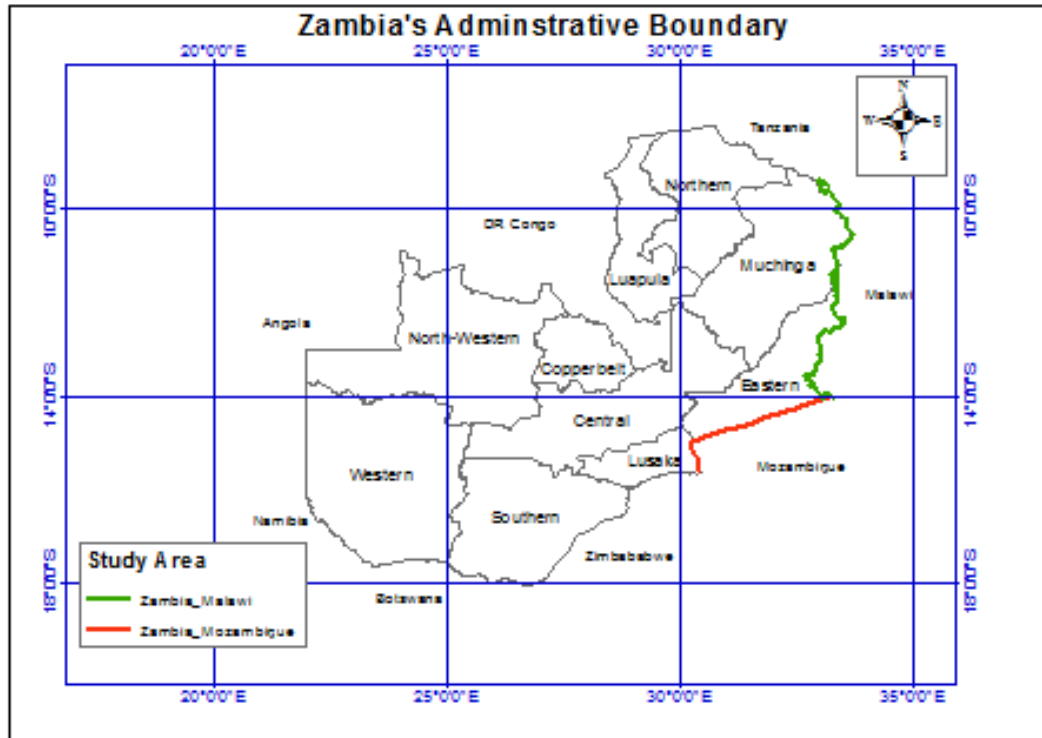 Zambia's Adminstrative Boundary
20°0'0"E 25°0'0"E 30°0'0"E 35°0'0"E
N
W E
S
Tanzania
Northern
10°0'0"S 10°0'0"S
DR Congo
Muchinga
Luapula
Malawi
Angola
North-Western
Copperbelt
Eastern
14°0'0"S 14°0'0"S
Central
Lusaka
Mozambique
Western
Southern
Namibia
Zimbababwe
Study Area
18°0'0"S 18°0'0"S
Botswana
Zambia_Malawi
Zambia_Mozambique
20°0'0"E 25°0'0"E 30°0'0"E 35°0'0"E